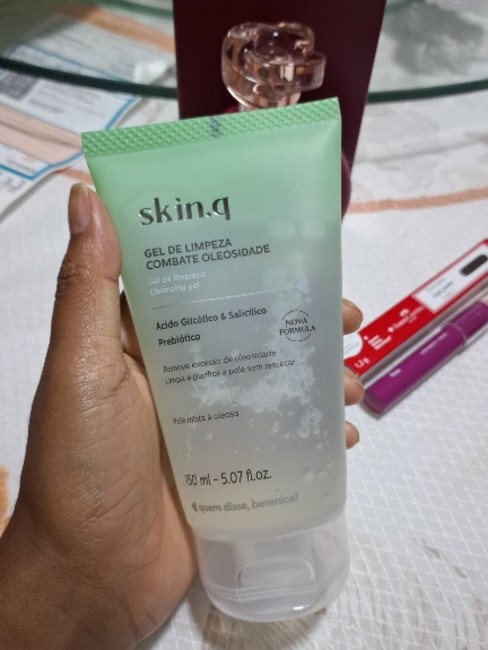 skin.q
GEL DE LIMPEZA
COMBATE OLEOSIDADE
Gel de limpieza
Cleansing gel
Ácido Glicólico & Salicílico
Prebiótico
NOVA
FÓRMULA
Remove excesso de oleosidade
Limpa e purifica a pele sem ressecar
Pele mista a oleosa
150 ml - 5.07 fl.oz.
quem disse, berenice?